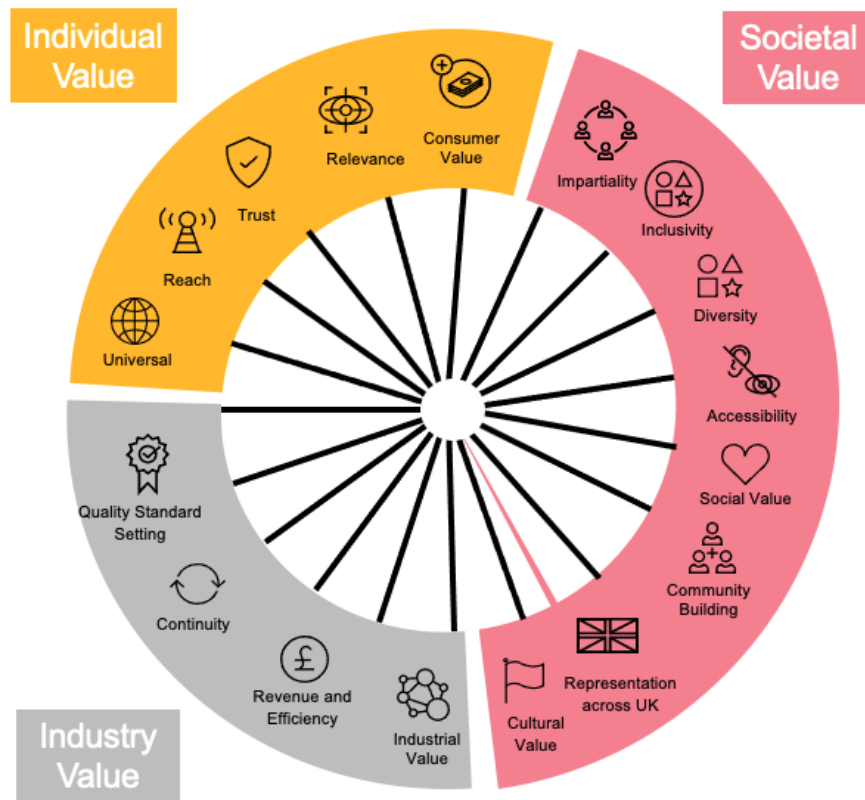 Individual
Value
Societal
Value
Consumer
Value
Relevance
Trust
Reach
Universal
Impartiality
Inclusivity
Diversity
Accessibility
Social Value
Community
Building
Representation
across UK
Cultural
Value
Quality Standard
Setting
Continuity
£
Revenue and
Efficiency
Industrial
Value
Industry
Value